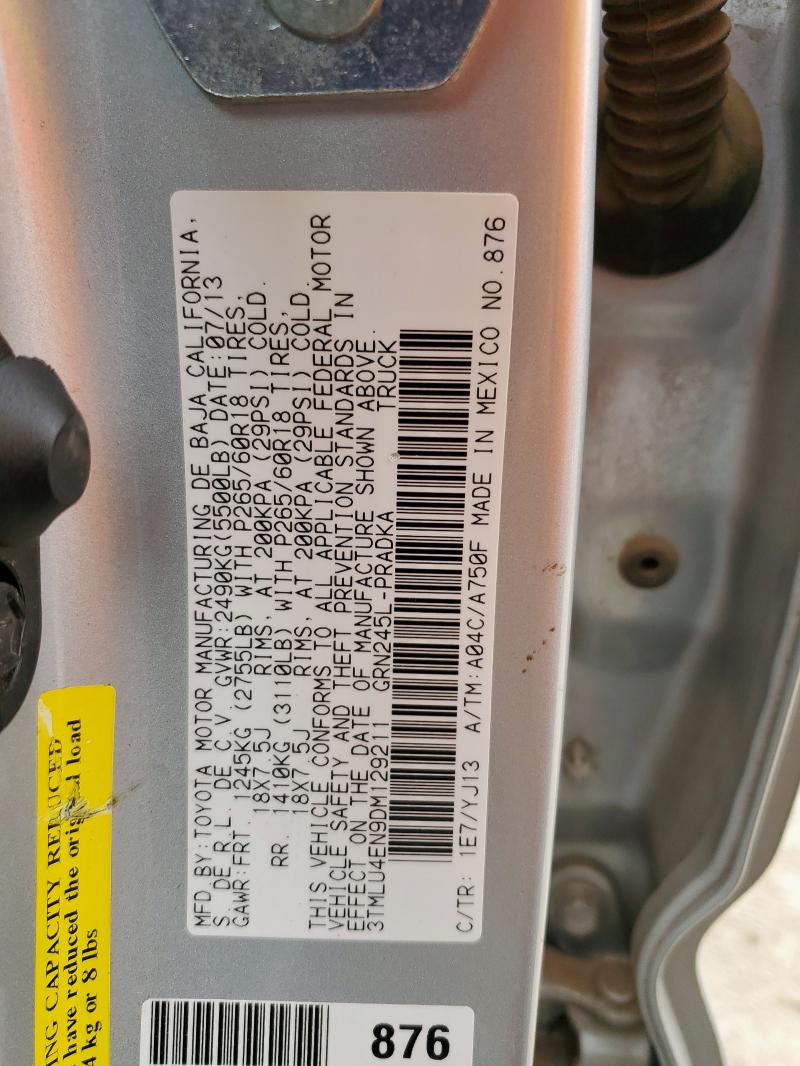 MFD.BY:TOYOTA MOTOR MANUFACTURING DE BAJA CALIFORNIA,
S. DE R.L. DE C.V. GVWR:2490KG(5500LB) DATE:07/13
GAWR:FRT. 1245KG (2755LB) WITH P265/60R18 TIRES,
18X7.5J RIMS, AT 200KPA (29PSI) COLD.
RR. 1410KG (3110LB) WITH P265/60R18 TIRES,
18X7.5J RIMS, AT 200KPA (29PSI) COLD.
THIS VEHICLE CONFORMS TO ALL APPLICABLE FEDERAL MOTOR
VEHICLE SAFETY AND THEFT PREVENTION STANDARDS IN
EFFECT ON THE DATE OF MANUFACTURE SHOWN ABOVE.
3TMLU4EN9DM129211 GRN245L-PRADKA TRUCK
C/TR: 1E7/YJ13 A/TM:A04C/A750F MADE IN MEXICO NO.876
ING CAPACITY REDUCED
have reduced the original load
4 kg or 8 lbs
876